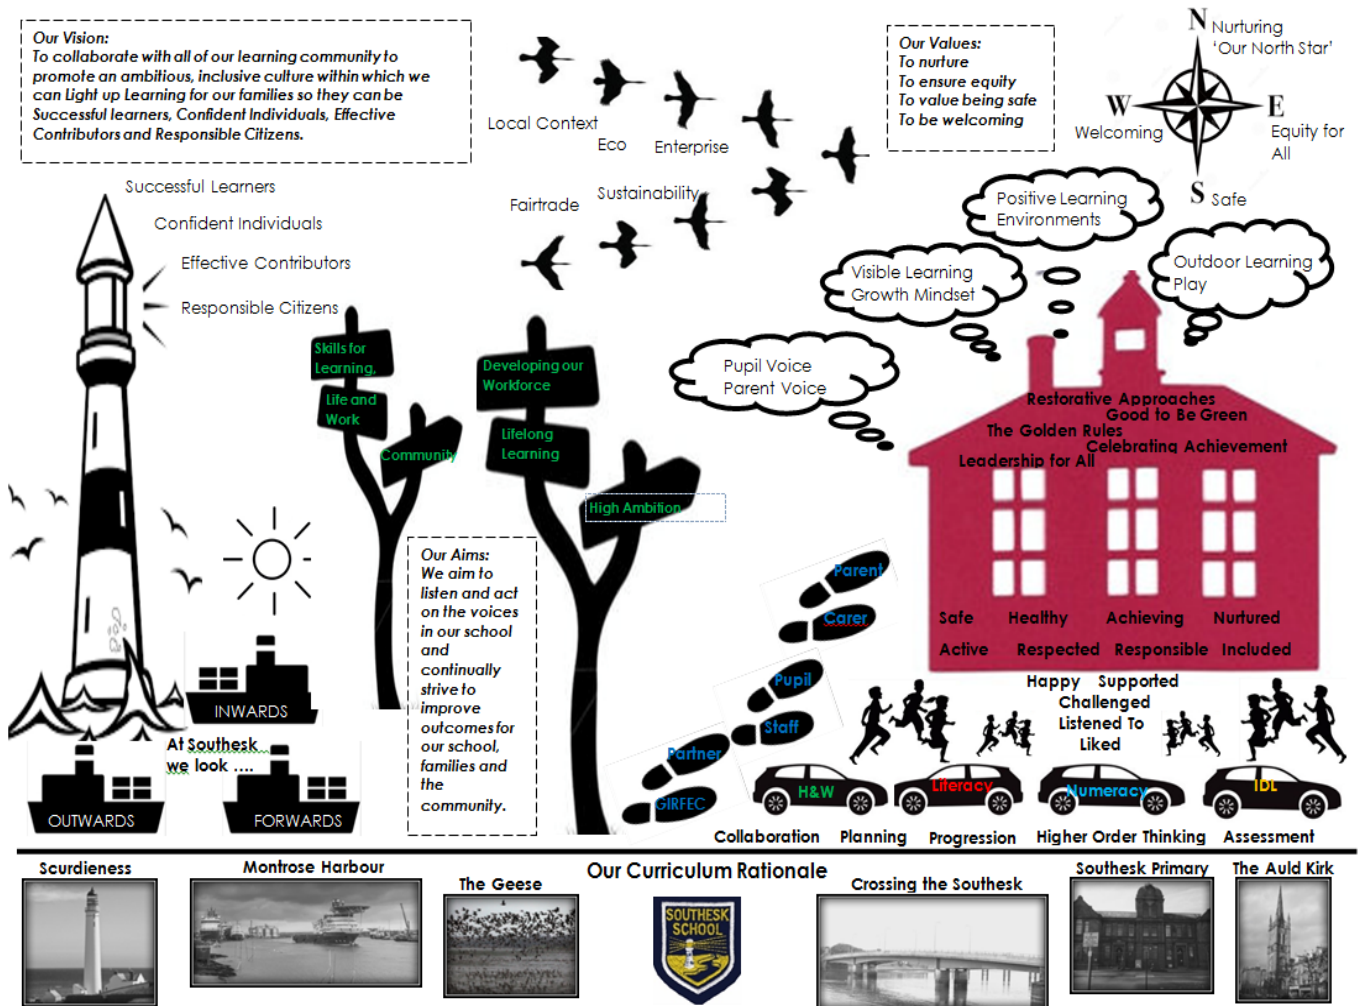 Our Vision:
To collaborate with all of our learning community to
promote an ambitious, inclusive culture within which we
can Light up Learning for our families so they can be
Successful learners, Confident Individuals, Effective
Contributors and Responsible Citizens.
Local Context
Eco
Enterprise
Fairtrade
Sustainability
Our Values:
To nurture
To ensure equity
To value being safe
To be welcoming
N
Nurturing
‘Our North Star’
W
E
Welcoming
Equity for
All
S
Safe
Successful Learners
Confident Individuals
Effective Contributors
Responsible Citizens
Positive Learning
Environments
Visible Learning
Growth Mindset
Outdoor Learning
Play
Pupil Voice
Parent Voice
Skills for
Learning,
Life and
Work
Community
Developing our
Workforce
Lifelong
Learning
High Ambition
Restorative Approaches
Good to Be Green
The Golden Rules
Celebrating Achievement
Leadership for All
Safe Healthy Achieving Nurtured
Active Respected Responsible Included
Happy Supported
Challenged
Listened To
Liked
Our Aims:
We aim to
listen and act
on the voices
in our school
and
continually
strive to
improve
outcomes for
our school,
families and
the
community.
Parent
Carer
Pupil
Staff
Partner
GIRFEC
INWARDS
At Southesk
we look ....
OUTWARDS
FORWARDS
H&W
Literacy
Numeracy
IDL
Collaboration Planning Progression Higher Order Thinking Assessment
Scurdieness
Montrose Harbour
The Geese
Our Curriculum Rationale
SOUTHESK
SCHOOL
Crossing the Southesk
Southesk Primary
The Auld Kirk